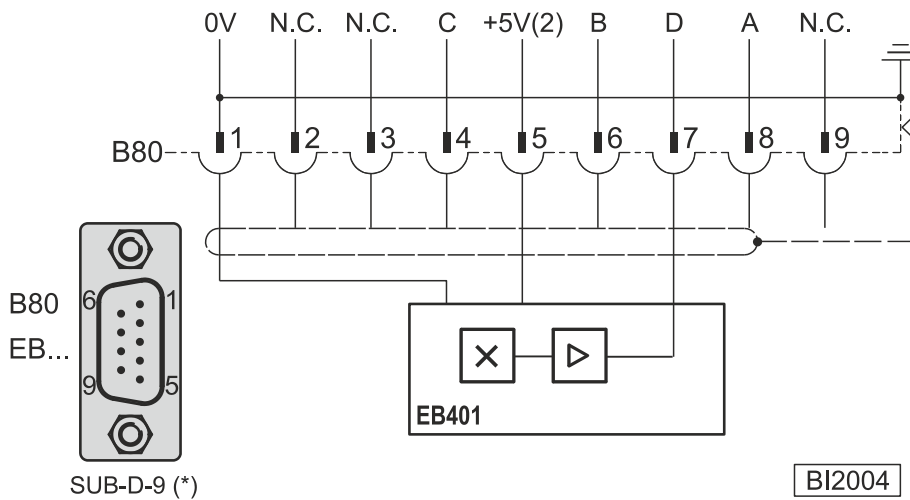 0V N.C. N.C. C +5V(2) B D A N.C.
B80 1 2 3 4 5 6 7 8 9
B80 6 1
EB...
9 5
EB401
SUB-D-9 (*)
BI2004